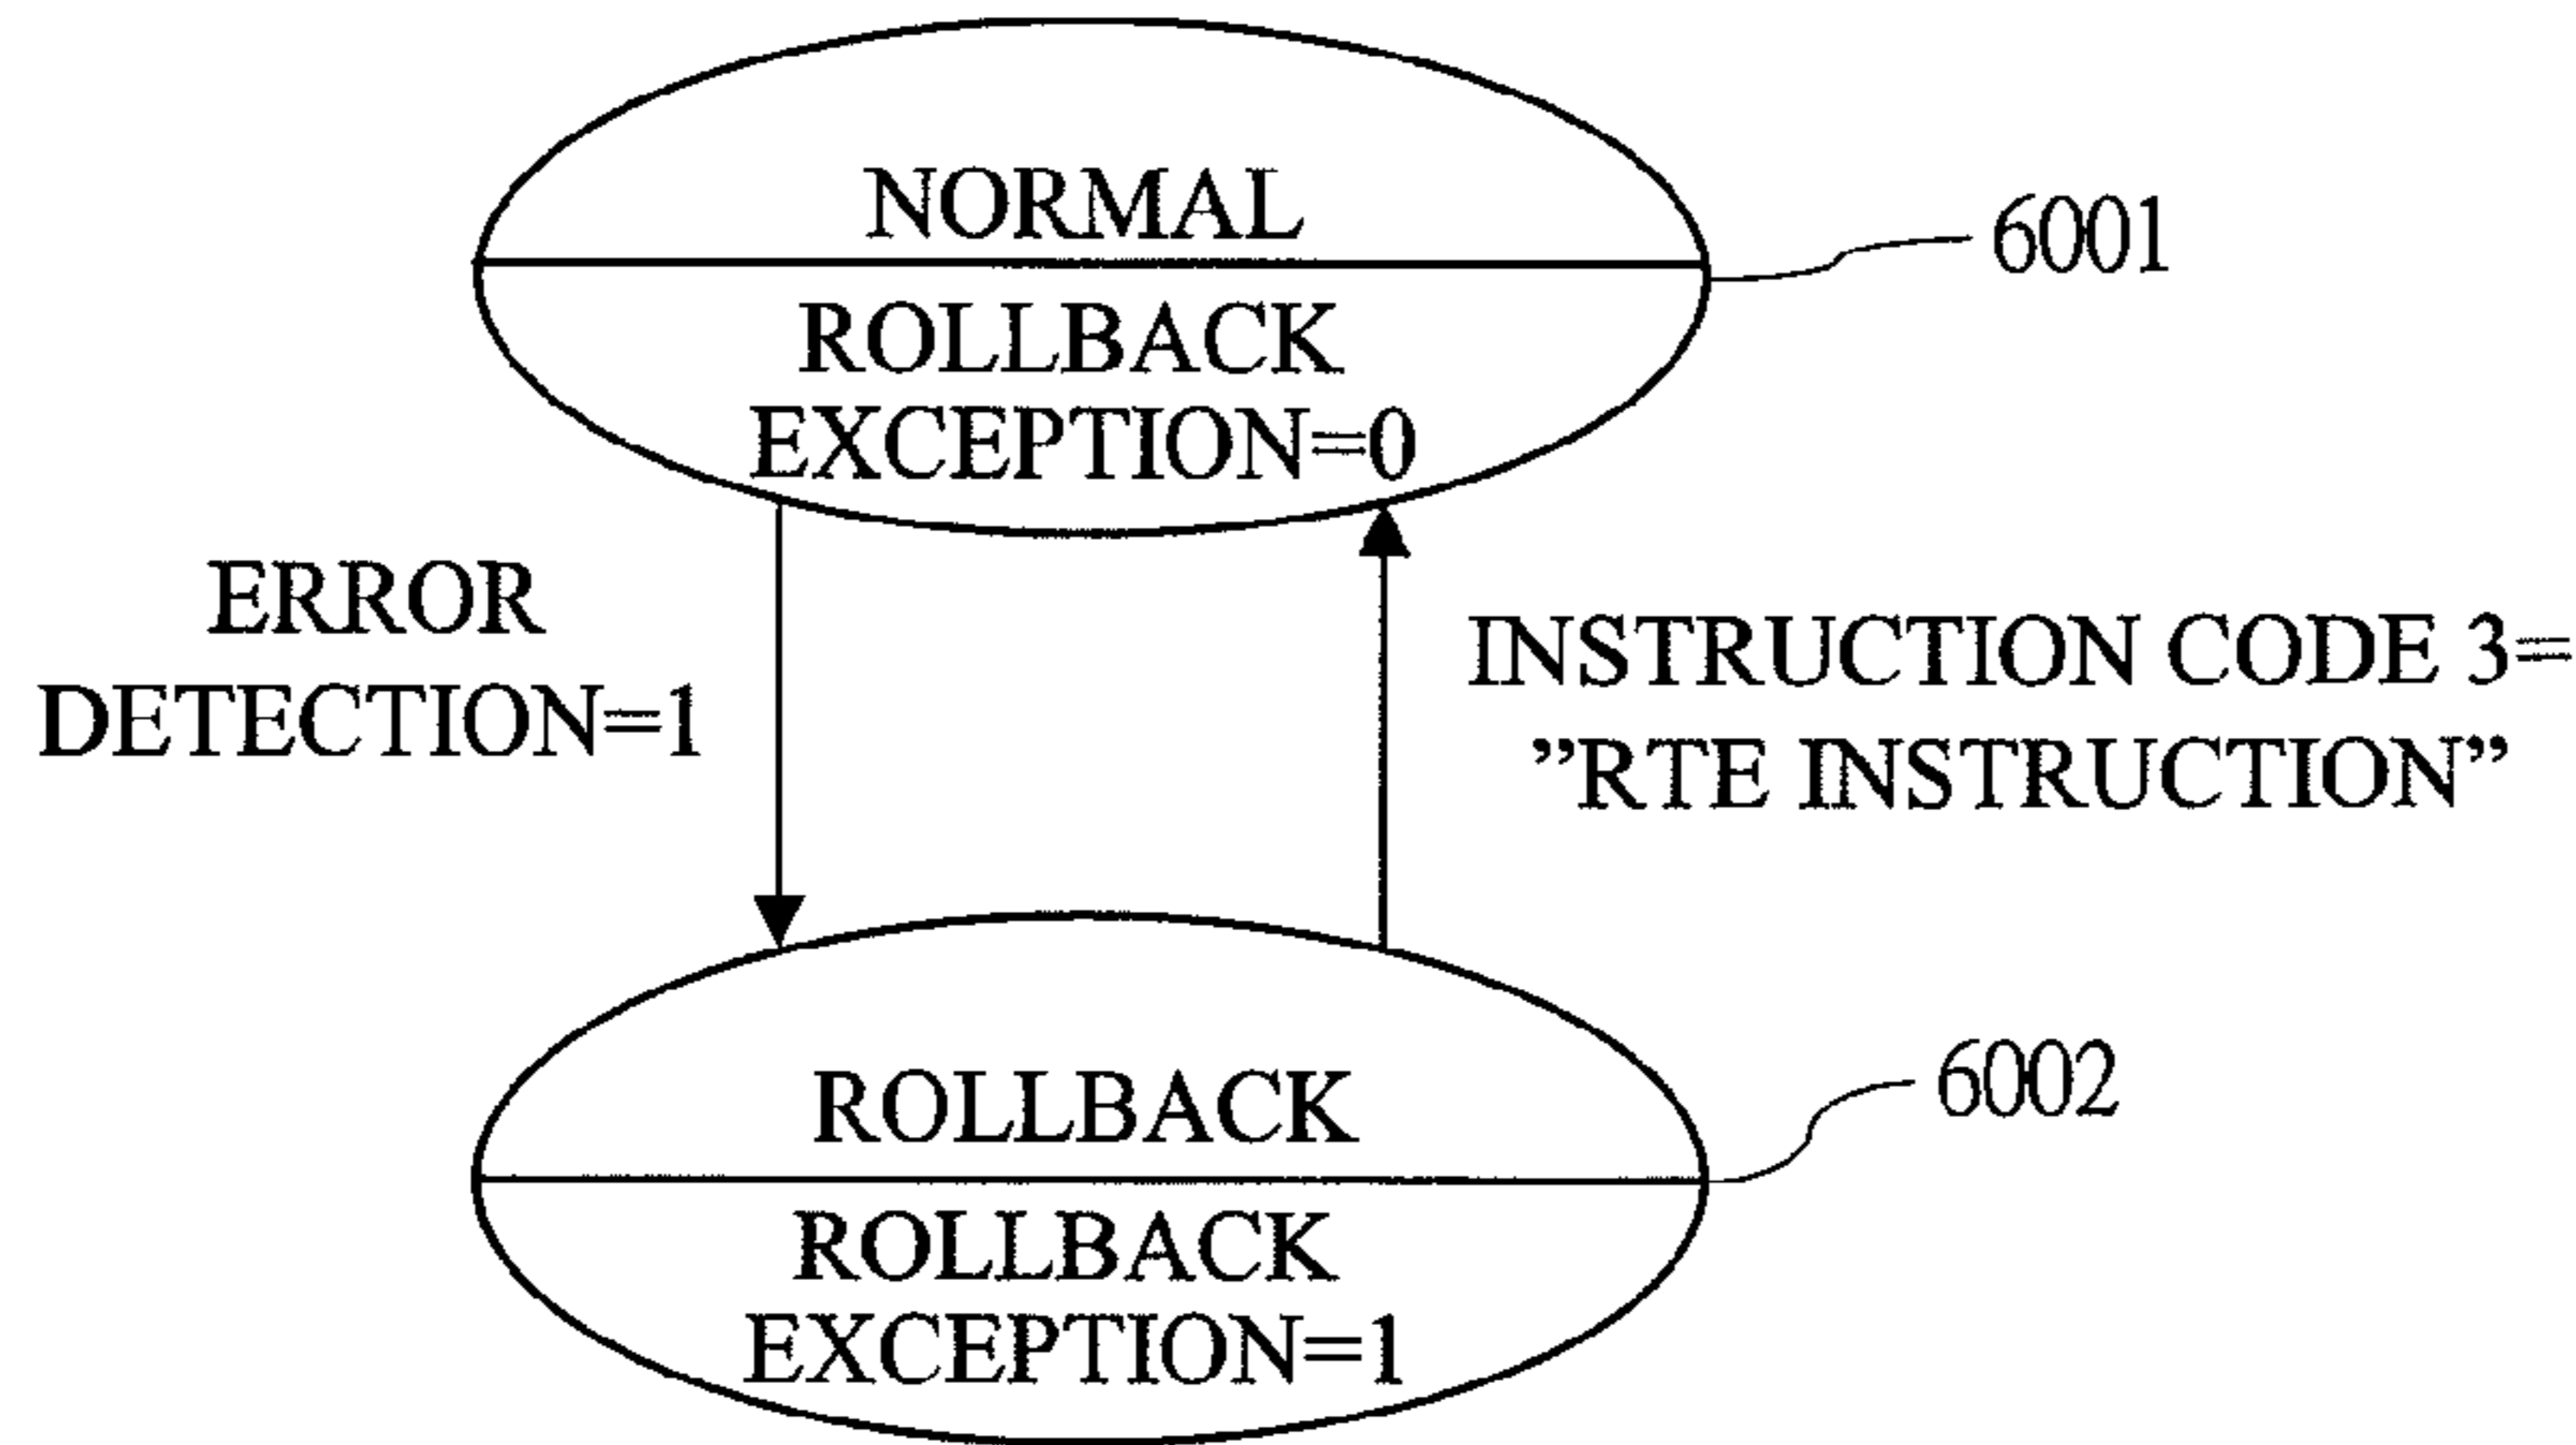 NORMAL
6001
ROLLBACK
EXCEPTION=0
ERROR
DETECTION=1
INSTRUCTION CODE 3=
”RTE INSTRUCTION”
ROLLBACK
6002
ROLLBACK
EXCEPTION=1